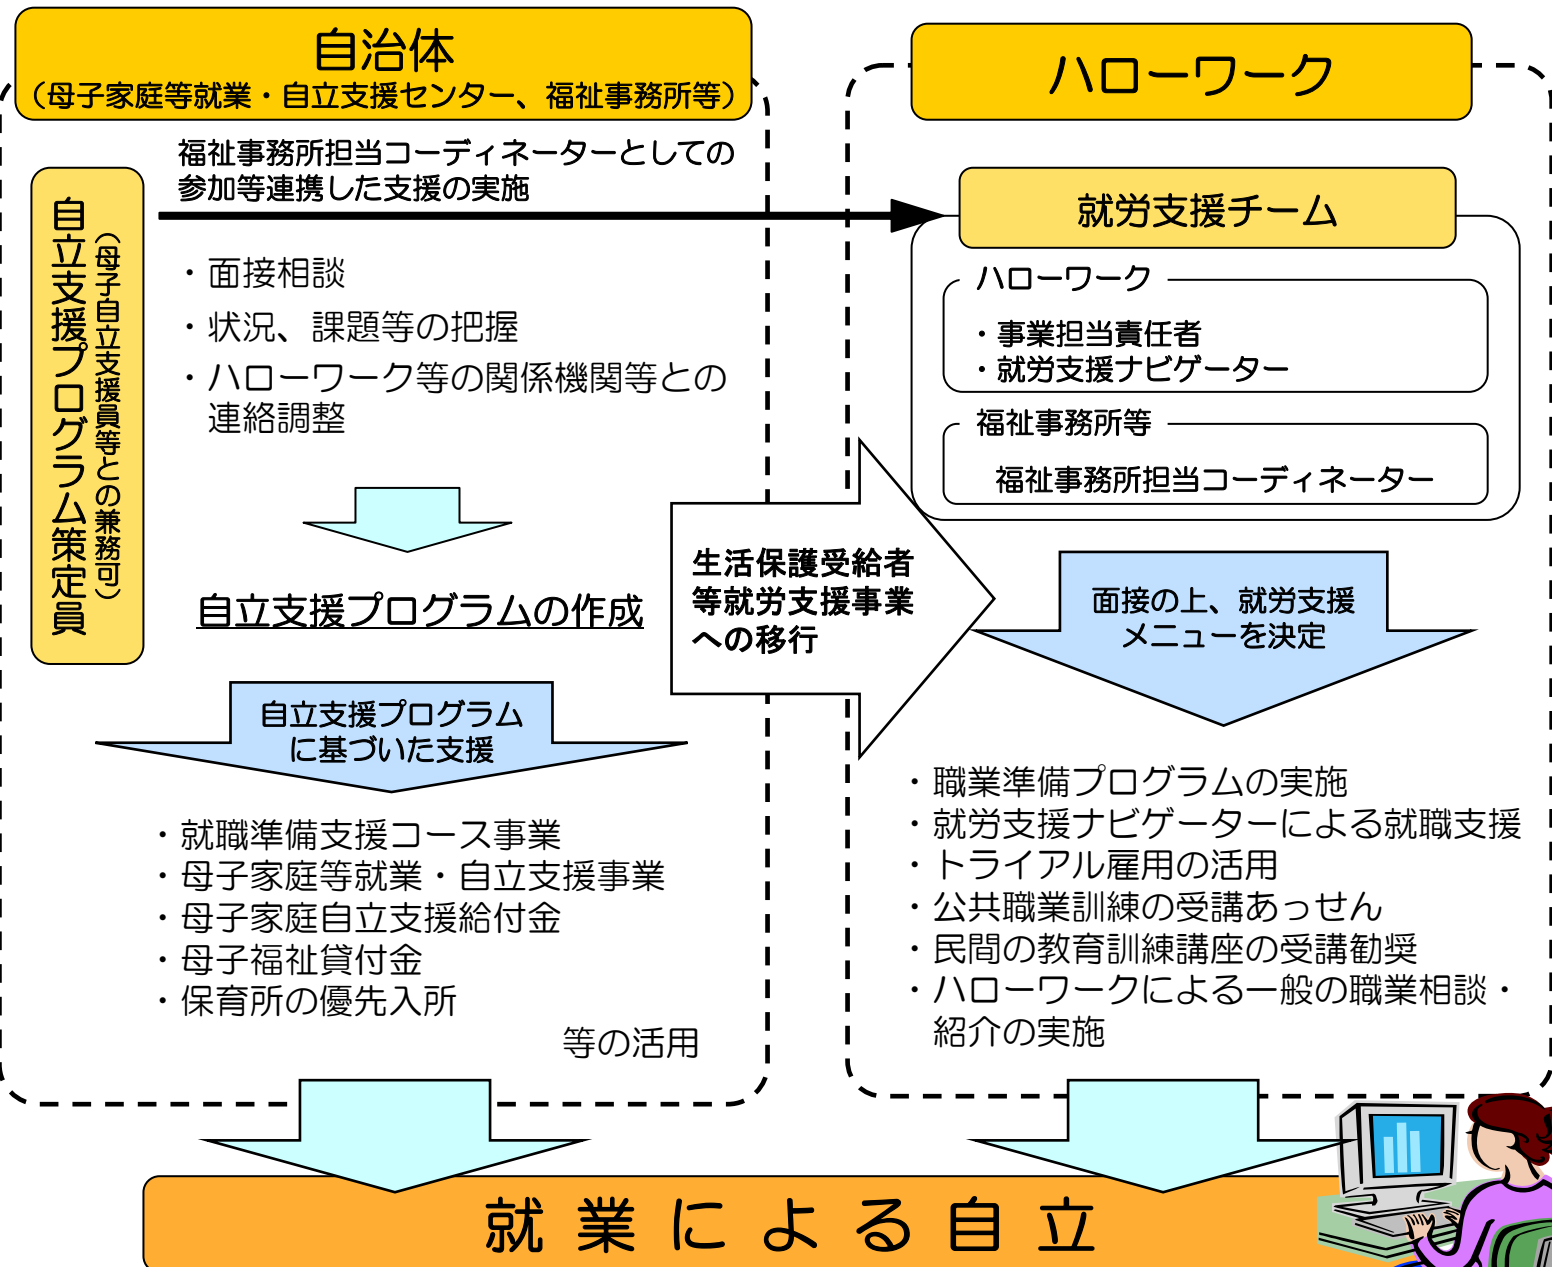 自治体
（母子家庭等就業・自立支援センター、福祉事務所等）
福祉事務所担当コーディネーターとしての
参加等連携した支援の実施
自立支援プログラム策定員
（母子自立支援員等との兼務可）
・面接相談
・状況、課題等の把握
・ハローワーク等の関係機関等との
連絡調整
自立支援プログラムの作成
自立支援プログラム
に基づいた支援
・就職準備支援コース事業
・母子家庭等就業・自立支援事業
・母子家庭自立支援給付金
・母子福祉貸付金
・保育所の優先入所
等の活用
生活保護受給者
等就労支援事業
への移行
ハローワーク
就労支援チーム
ハローワーク
・事業担当責任者
・就労支援ナビゲーター
福祉事務所等
福祉事務所担当コーディネーター
面接の上、就労支援
メニューを決定
・職業準備プログラムの実施
・就労支援ナビゲーターによる就職支援
・トライアル雇用の活用
・公共職業訓練の受講あっせん
・民間の教育訓練講座の受講勧奨
・ハローワークによる一般の職業相談・
紹介の実施
就業による自立